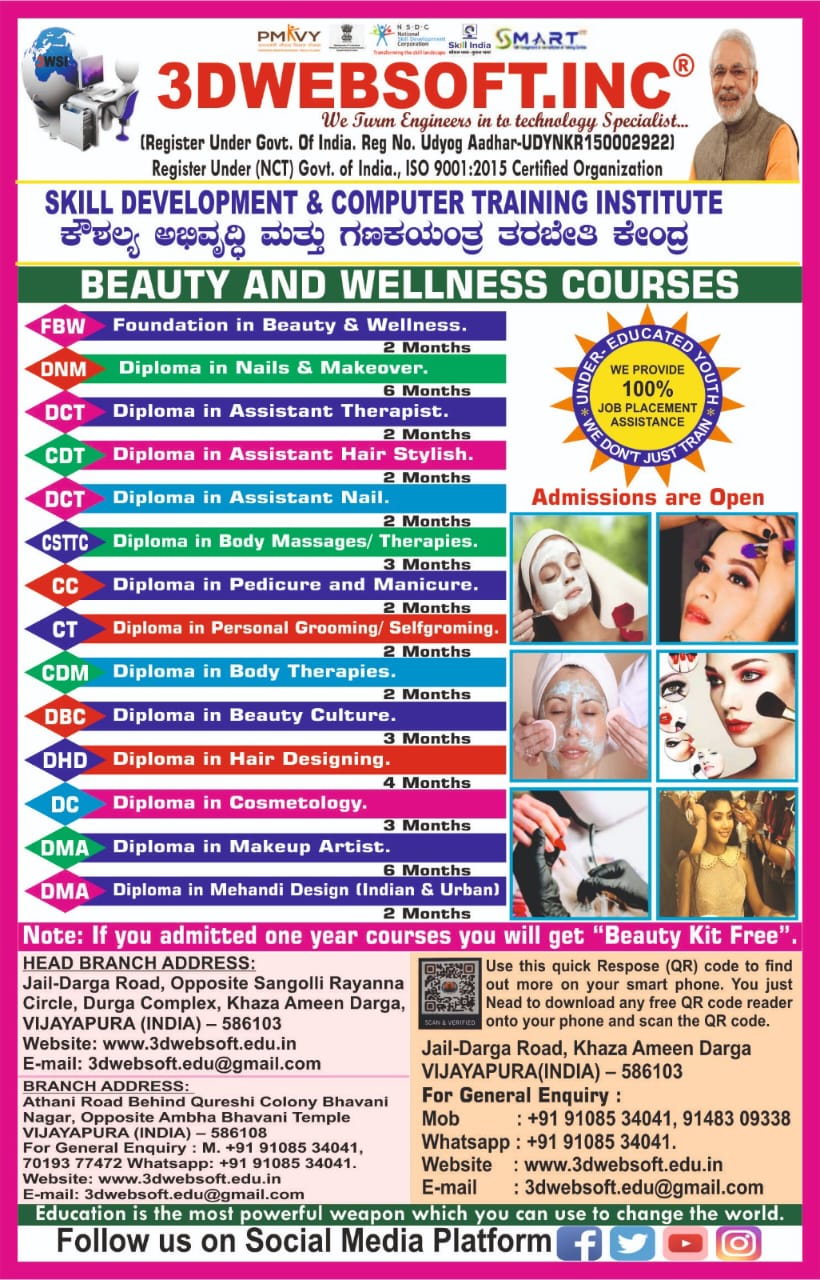 PMKVY
N·S·D·C
National
Skill Development
Corporation
Transforming the skill landscape
Skill India
SMART
3DWEBSOFT.INC®
We Turm Engineers in to technology Specialist...
(Register Under Govt. Of India. Reg No. Udyog Aadhar-UDYNKR150002922)
Register Under (NCT) Govt. of India., ISO 9001:2015 Certified Organization
SKILL DEVELOPMENT & COMPUTER TRAINING INSTITUTE
ಕೌಶಲ್ಯ ಅಭಿವೃದ್ಧಿ ಮತ್ತು ಗಣಕಯಂತ್ರ ತರಬೇತಿ ಕೇಂದ್ರ
BEAUTY AND WELLNESS COURSES
FBW Foundation in Beauty & Wellness.
2 Months
DNM Diploma in Nails & Makeover.
6 Months
DCT Diploma in Assistant Therapist.
2 Months
CDT Diploma in Assistant Hair Stylish.
2 Months
DCT Diploma in Assistant Nail.
2 Months
CSTTC Diploma in Body Massages/ Therapies.
3 Months
CC Diploma in Pedicure and Manicure.
2 Months
CT Diploma in Personal Grooming/ Selfgroming.
2 Months
CDM Diploma in Body Therapies.
2 Months
DBC Diploma in Beauty Culture.
3 Months
DHD Diploma in Hair Designing.
4 Months
DC Diploma in Cosmetology.
3 Months
DMA Diploma in Makeup Artist.
6 Months
DMA Diploma in Mehandi Design (Indian & Urban)
2 Months
UNDER- EDUCATED YOUTH
WE PROVIDE
100%
JOB PLACEMENT
ASSISTANCE
* WE DON'T JUST TRAIN *
Admissions are Open
Note: If you admitted one year courses you will get “Beauty Kit Free”.
HEAD BRANCH ADDRESS:
Jail-Darga Road, Opposite Sangolli Rayanna
Circle, Durga Complex, Khaza Ameen Darga,
VIJAYAPURA (INDIA) – 586103
Website: www.3dwebsoft.edu.in
E-mail: 3dwebsoft.edu@gmail.com
BRANCH ADDRESS:
Athani Road Behind Qureshi Colony Bhavani
Nagar, Opposite Ambha Bhavani Temple
VIJAYAPURA (INDIA) – 586108
For General Enquiry : M. +91 91085 34041,
70193 77472 Whatsapp: +91 91085 34041.
Website: www.3dwebsoft.edu.in
E-mail: 3dwebsoft.edu@gmail.com
SCAN & VERIFIED
Use this quick Respose (QR) code to find
out more on your smart phone. You just
Nead to download any free QR code reader
onto your phone and scan the QR code.
Jail-Darga Road, Khaza Ameen Darga
VIJAYAPURA(INDIA) – 586103
For General Enquiry :
Mob : +91 91085 34041, 91483 09338
Whatsapp : +91 91085 34041.
Website : www.3dwebsoft.edu.in
E-mail : 3dwebsoft.edu@gmail.com
Education is the most powerful weapon which you can use to change the world.
Follow us on Social Media Platform